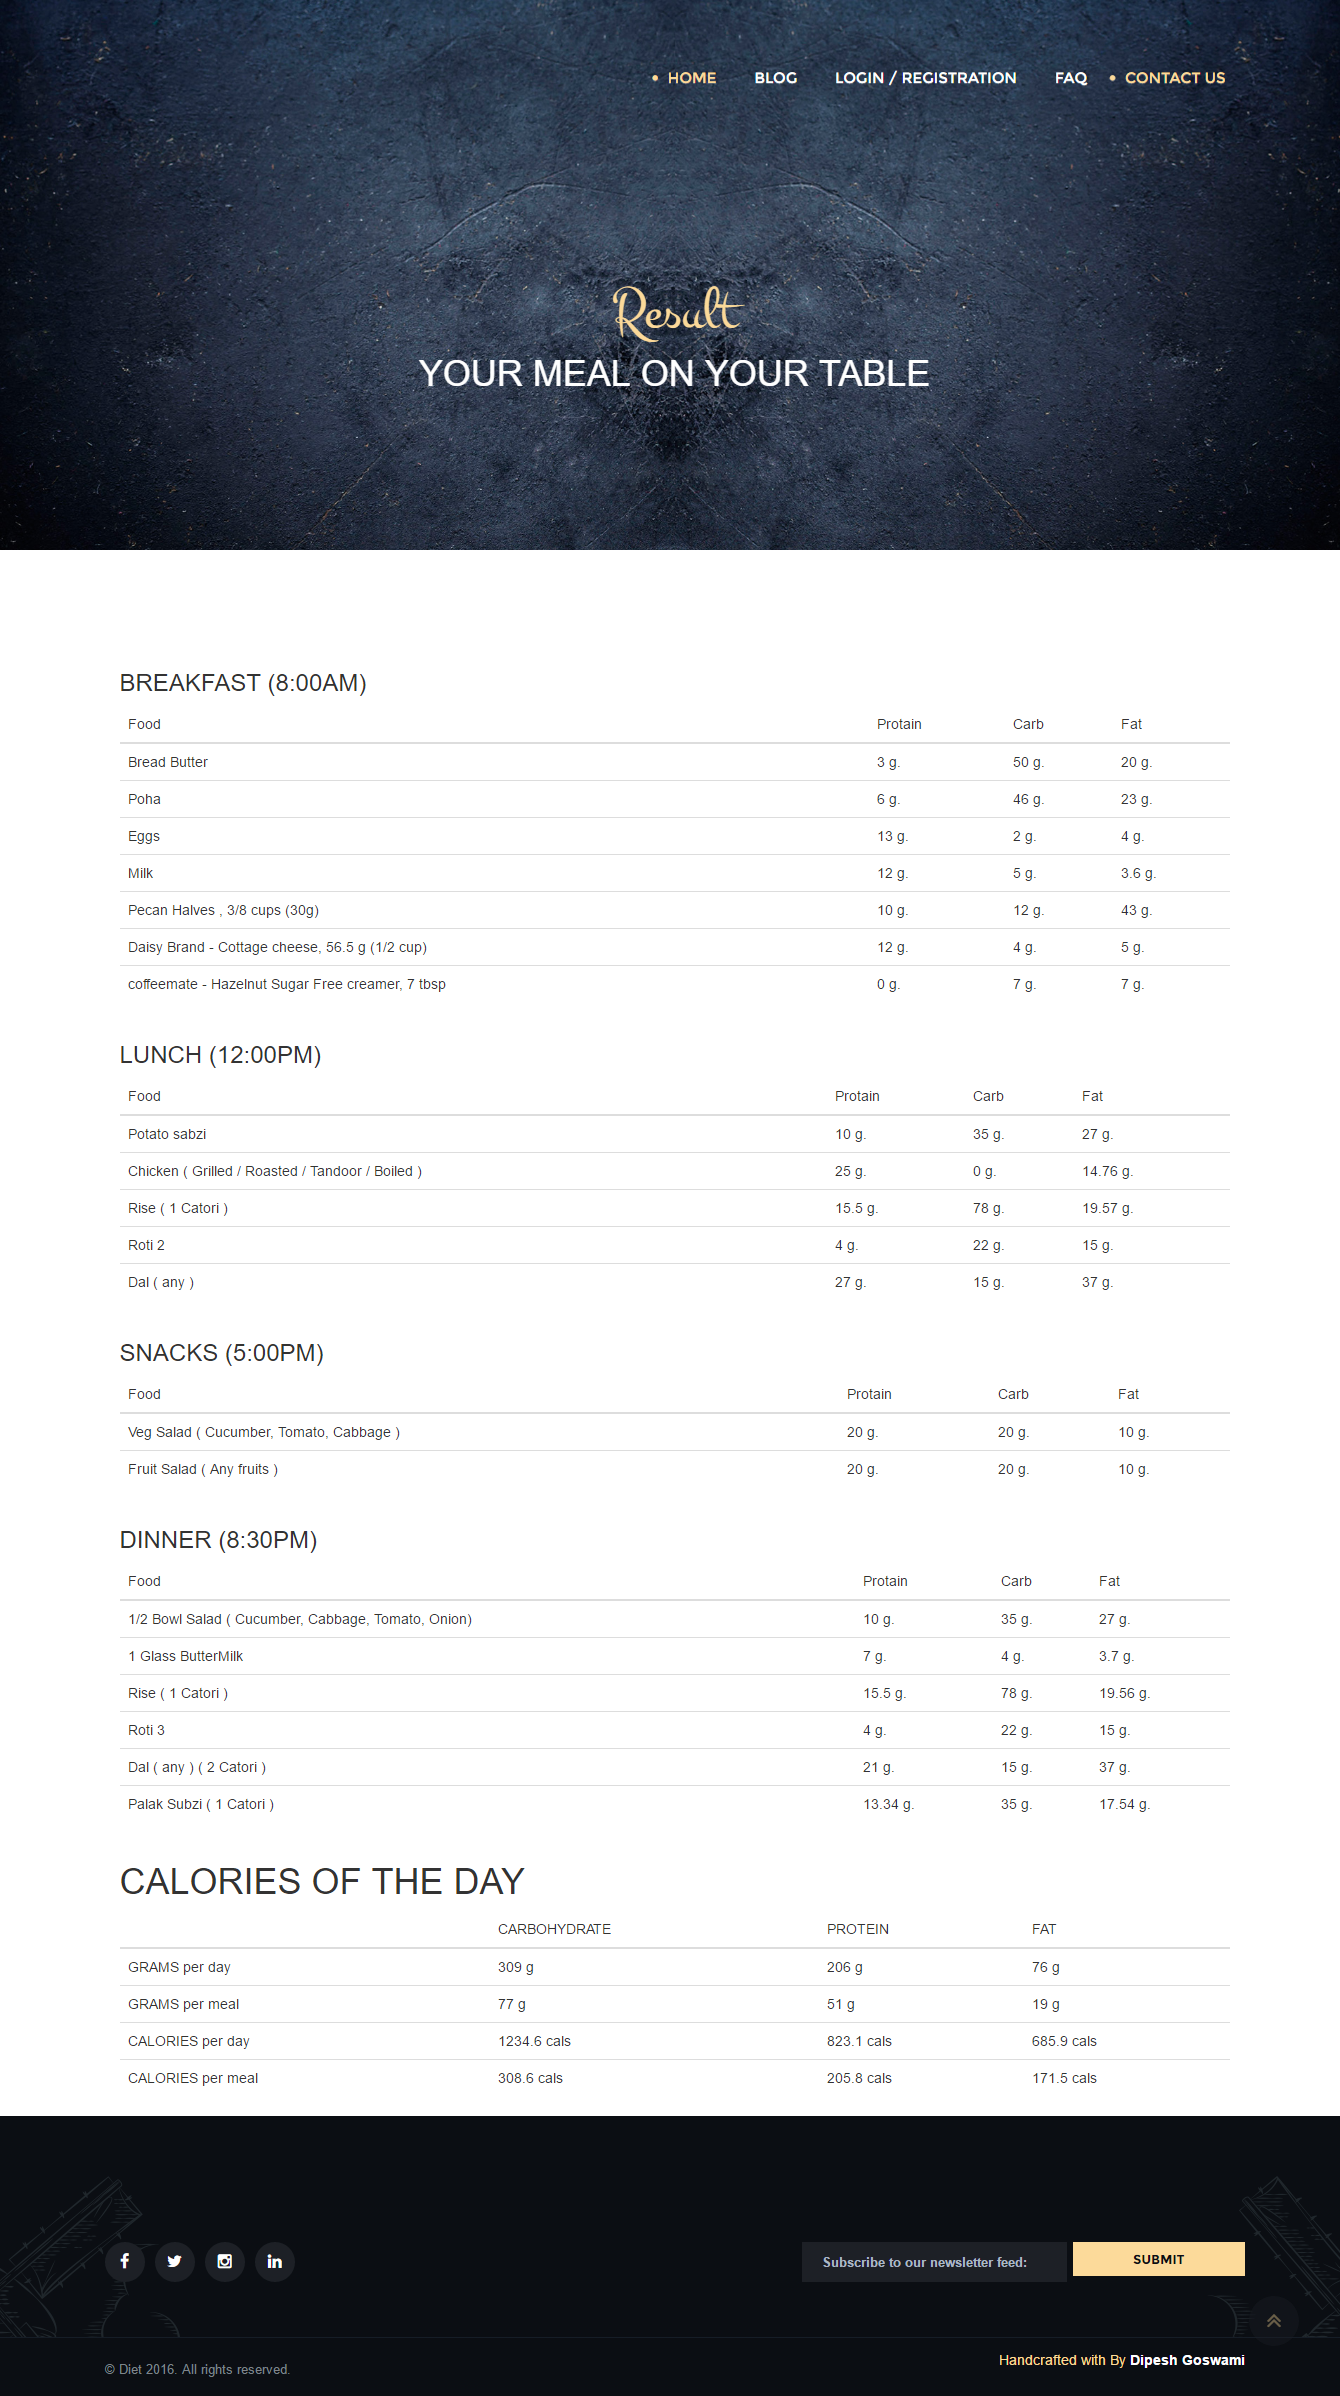 HOME BLOG LOGIN / REGISTRATION FAQ CONTACT US
Result
YOUR MEAL ON YOUR TABLE
BREAKFAST (8:00AM)
Food Protain Carb Fat
Bread Butter 3 g. 50 g. 20 g.
Poha 6 g. 46 g. 23 g.
Eggs 13 g. 2 g. 4 g.
Milk 12 g. 5 g. 3.6 g.
Pecan Halves , 3/8 cups (30g) 10 g. 12 g. 43 g.
Daisy Brand - Cottage cheese, 56.5 g (1/2 cup) 12 g. 4 g. 5 g.
coffeemate - Hazelnut Sugar Free creamer, 7 tbsp 0 g. 7 g. 7 g.
LUNCH (12:00PM)
Food Protain Carb Fat
Potato sabzi 10 g. 35 g. 27 g.
Chicken ( Grilled / Roasted / Tandoor / Boiled ) 25 g. 0 g. 14.76 g.
Rise ( 1 Catori ) 15.5 g. 78 g. 19.57 g.
Roti 2 4 g. 22 g. 15 g.
Dal ( any ) 27 g. 15 g. 37 g.
SNACKS (5:00PM)
Food Protain Carb Fat
Veg Salad ( Cucumber, Tomato, Cabbage ) 20 g. 20 g. 10 g.
Fruit Salad ( Any fruits ) 20 g. 20 g. 10 g.
DINNER (8:30PM)
Food Protain Carb Fat
1/2 Bowl Salad ( Cucumber, Cabbage, Tomato, Onion) 10 g. 35 g. 27 g.
1 Glass ButterMilk 7 g. 4 g. 3.7 g.
Rise ( 1 Catori ) 15.5 g. 78 g. 19.56 g.
Roti 3 4 g. 22 g. 15 g.
Dal ( any ) ( 2 Catori ) 21 g. 15 g. 37 g.
Palak Subzi ( 1 Catori ) 13.34 g. 35 g. 17.54 g.
CALORIES OF THE DAY
CARBOHYDRATE PROTEIN FAT
GRAMS per day 309 g 206 g 76 g
GRAMS per meal 77 g 51 g 19 g
CALORIES per day 1234.6 cals 823.1 cals 685.9 cals
CALORIES per meal 308.6 cals 205.8 cals 171.5 cals
Subscribe to our newsletter feed: SUBMIT
© Diet 2016. All rights reserved. Handcrafted with By Dipesh Goswami